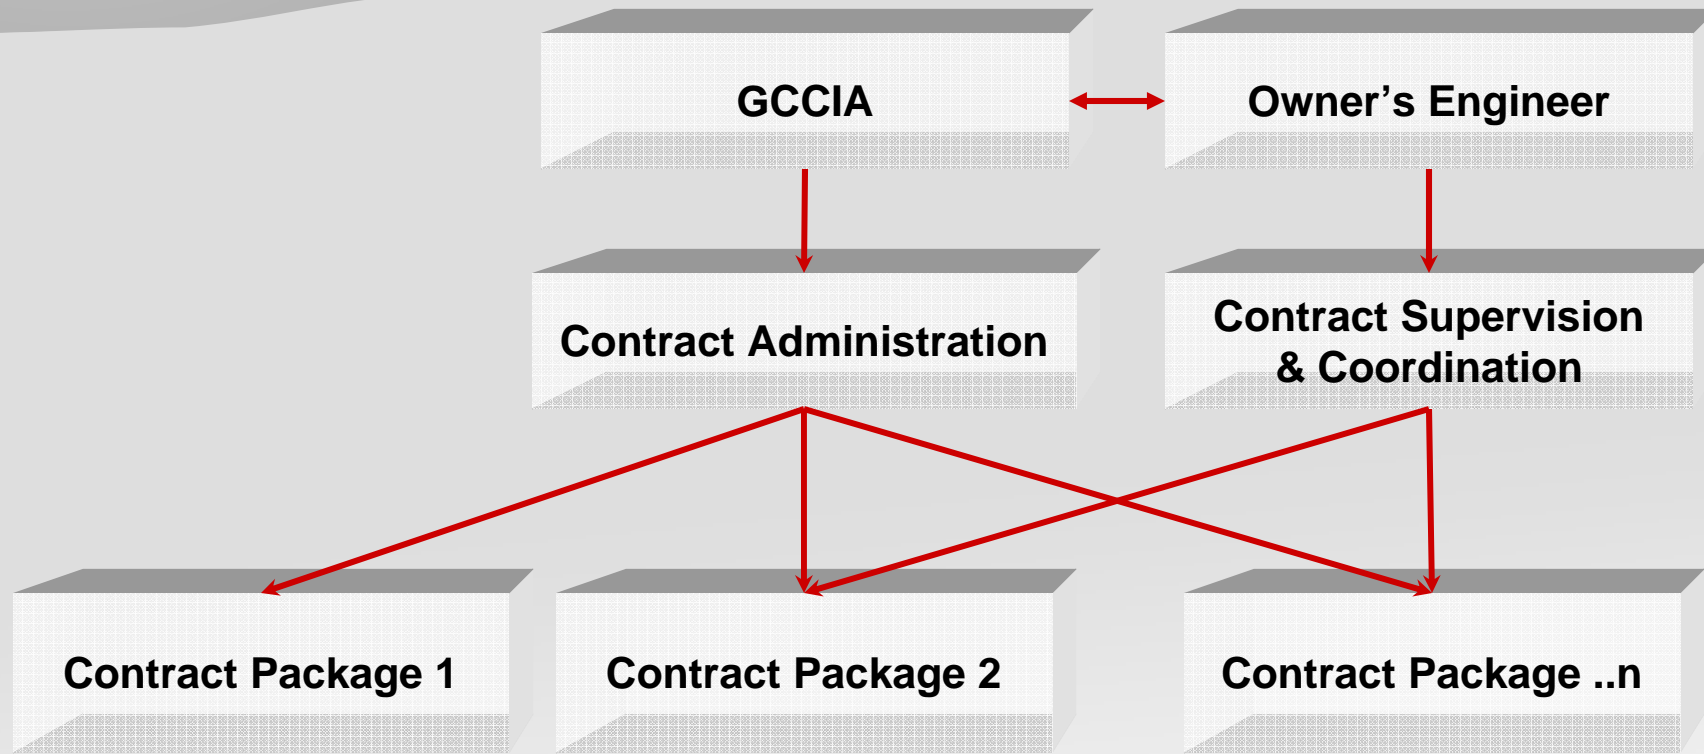 GCCIA
Owner’s Engineer
Contract Administration
Contract Supervision
& Coordination
Contract Package 1
Contract Package 2
Contract Package ..n